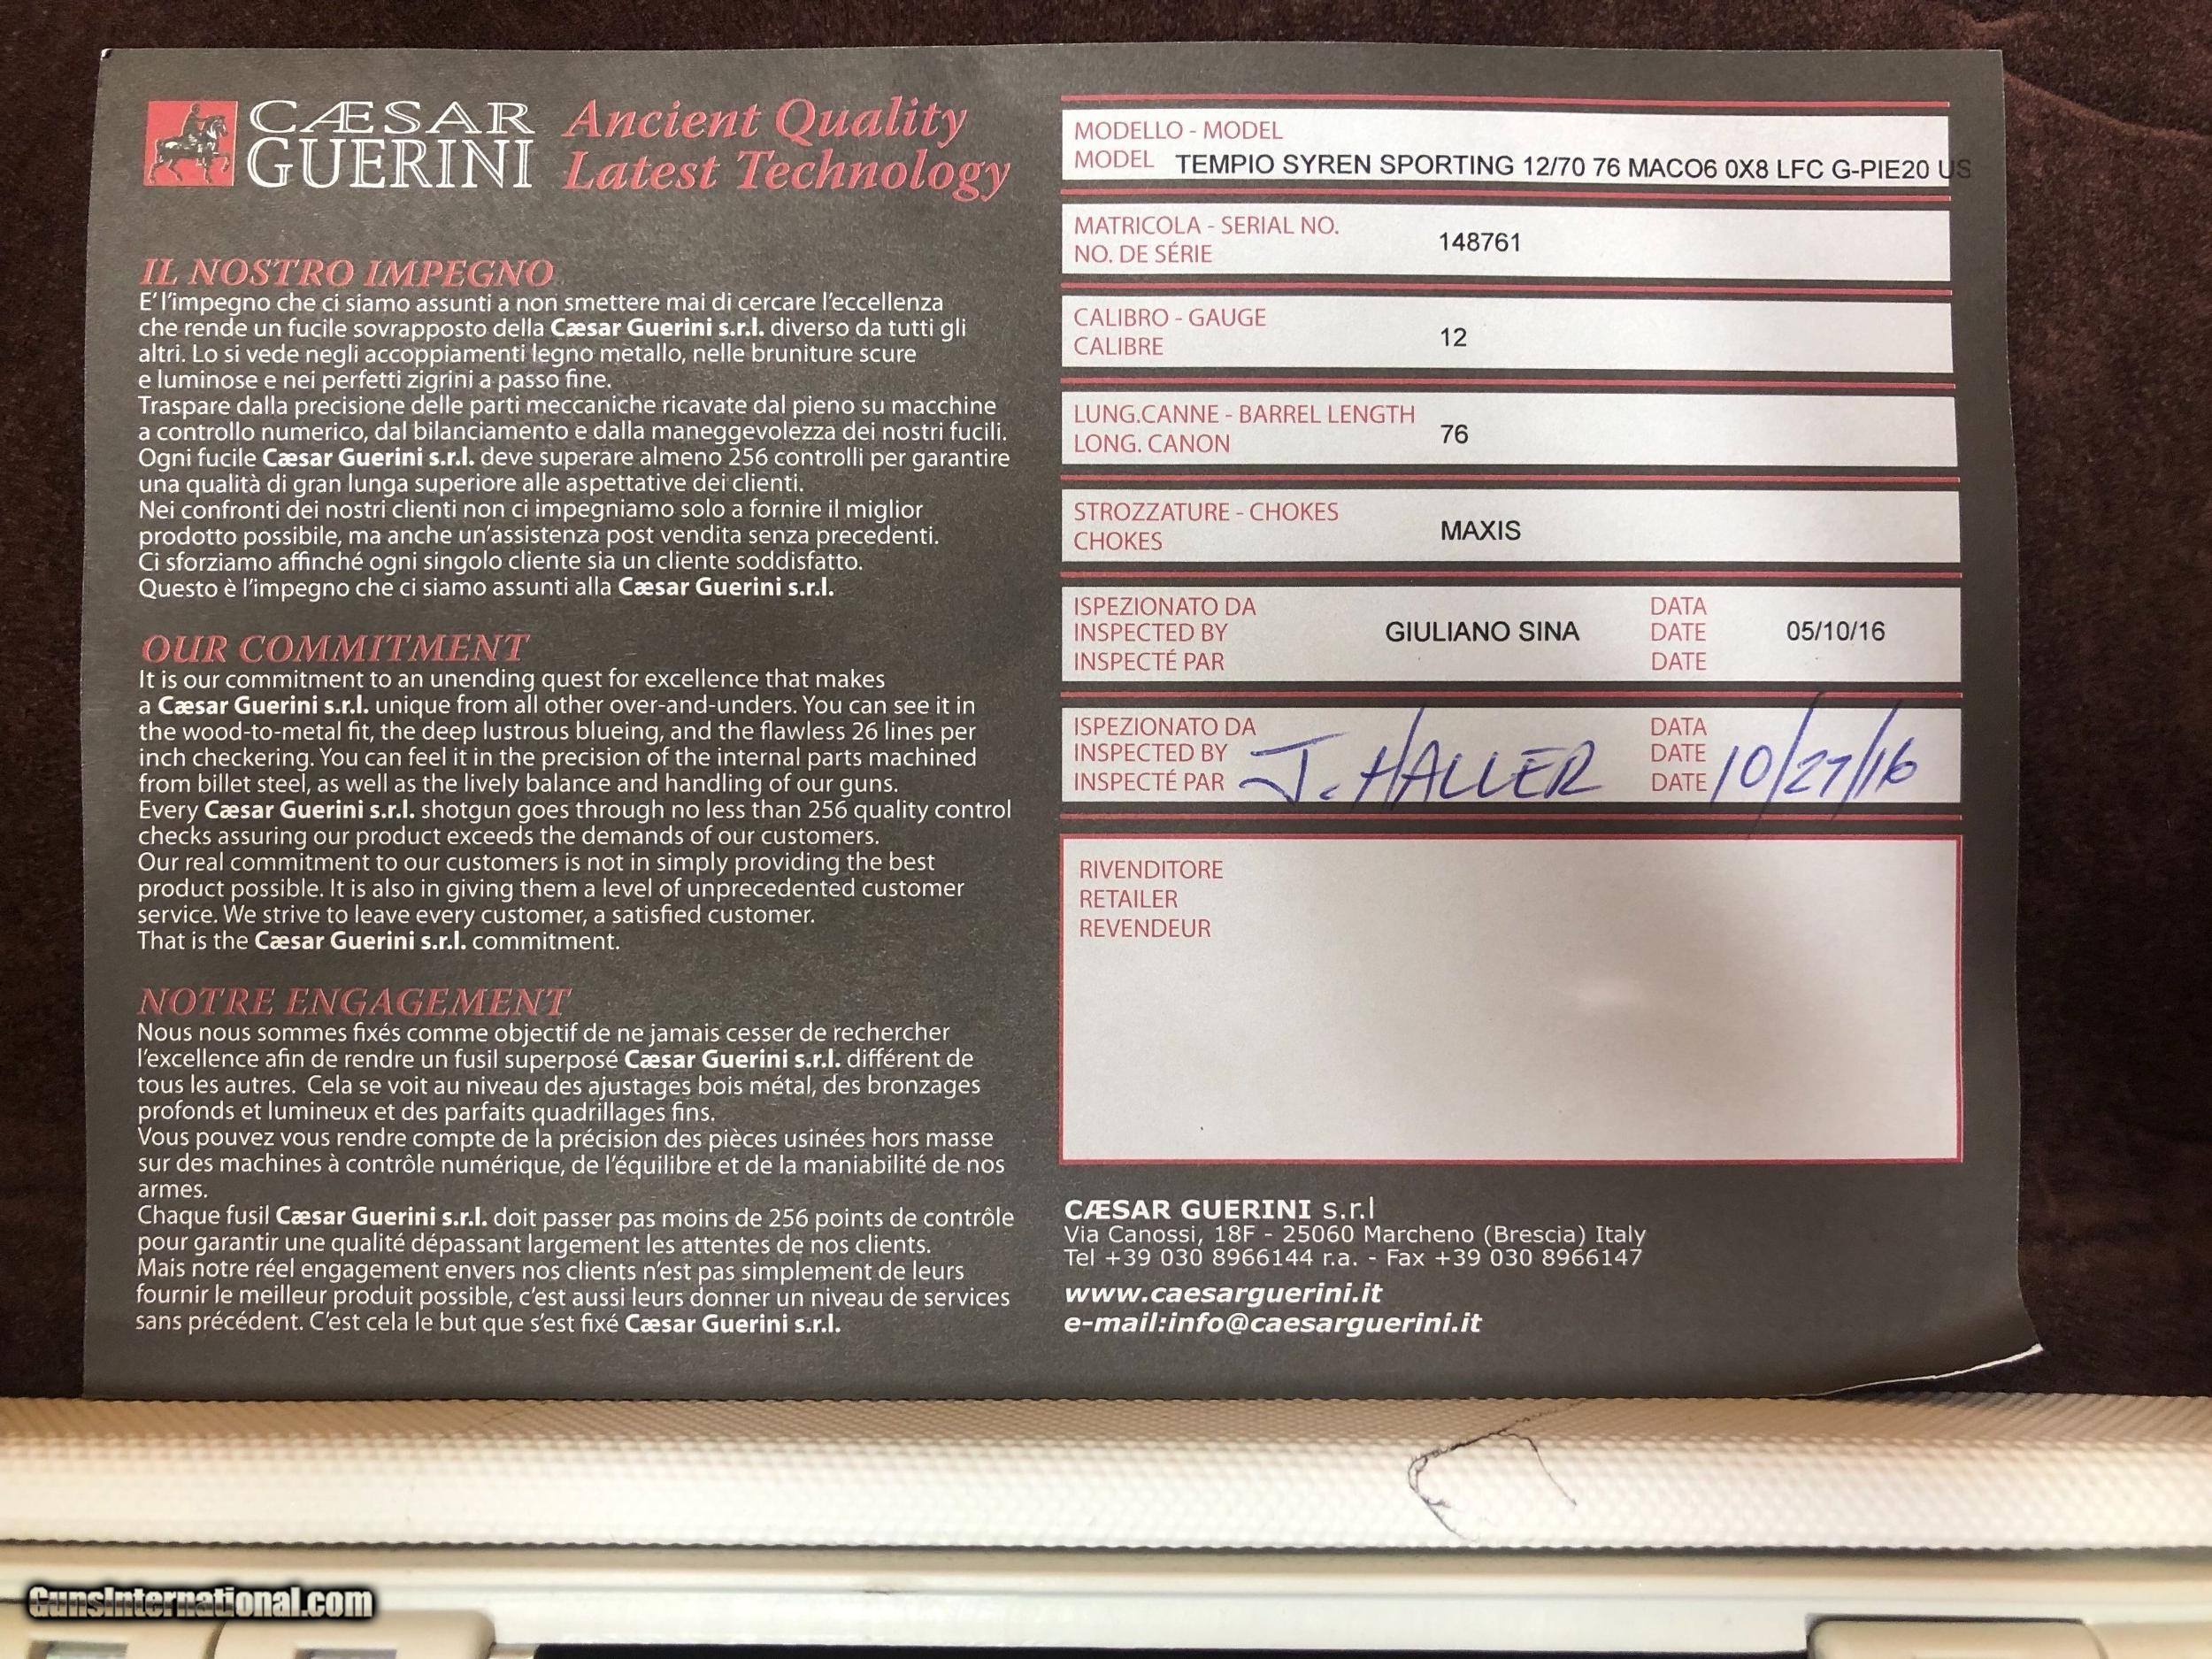 CÆSAR
GUERINI
Ancient Quality
Latest Technology
IL NOSTRO IMPEGNO
E' l'impegno che ci siamo assunti a non smettere mai di cercare l'eccellenza
che rende un fucile sovrapposto della Cæsar Guerini s.r.l. diverso da tutti gli
altri. Lo si vede negli accoppiamenti legno metallo, nelle bruniture scure
e luminose e nei perfetti zigrini a passo fine.
Traspare dalla precisione delle parti meccaniche ricavate dal pieno su macchine
a controllo numerico, dal bilanciamento e dalla maneggevolezza dei nostri fucili.
Ogni fucile Cæsar Guerini s.r.l. deve superare almeno 256 controlli per garantire
una qualità di gran lunga superiore alle aspettative dei clienti.
Nei confronti dei nostri clienti non ci impegniamo solo a fornire il miglior
prodotto possibile, ma anche un'assistenza post vendita senza precedenti.
Ci sforziamo affinché ogni singolo cliente sia un cliente soddisfatto.
Questo è l'impegno che ci siamo assunti alla Cæsar Guerini s.r.l.
OUR COMMITMENT
It is our commitment to an unending quest for excellence that makes
a Cæsar Guerini s.r.l. unique from all other over-and-unders. You can see it in
the wood-to-metal fit, the deep lustrous blueing, and the flawless 26 lines per
inch checkering. You can feel it in the precision of the internal parts machined
from billet steel, as well as the lively balance and handling of our guns.
Every Cæsar Guerini s.r.l. shotgun goes through no less than 256 quality control
checks assuring our product exceeds the demands of our customers.
Our real commitment to our customers is not in simply providing the best
product possible. It is also in giving them a level of unprecedented customer
service. We strive to leave every customer, a satisfied customer.
That is the Cæsar Guerini s.r.l. commitment.
NOTRE ENGAGEMENT
Nous nous sommes fixés comme objectif de ne jamais cesser de rechercher
l'excellence afin de rendre un fusil superposé Cæsar Guerini s.r.l. différent de
tous les autres. Cela se voit au niveau des ajustages bois métal, des bronzages
profonds et lumineux et des parfaits quadrillages fins.
Vous pouvez vous rendre compte de la précision des pièces usinées hors masse
sur des machines à contrôle numérique, de l'équilibre et de la maniabilité de nos
armes.
Chaque fusil Cæsar Guerini s.r.l. doit passer pas moins de 256 points de contrôle
pour garantir une qualité dépassant largement les attentes de nos clients.
Mais notre réel engagement envers nos clients n'est pas simplement de leurs
fournir le meilleur produit possible, c'est aussi leurs donner un niveau de services
sans précédent. C'est cela le but que s'est fixé Cæsar Guerini s.r.l.
MODELLO - MODEL
MODEL TEMPIO SYREN SPORTING 12/70 76 MACO6 0X8 LFC G-PIE20 US
MATRICOLA - SERIAL NO.
NO. DE SÉRIE
148761
CALIBRO - GAUGE
CALIBRE
12
LUNG.CANNE - BARREL LENGTH
LONG. CANON
76
STROZZATURE - CHOKES
CHOKES
MAXIS
ISPEZIONATO DA
INSPECTED BY
INSPECTÉ PAR
GIULIANO SINA
DATA
DATE
DATE
05/10/16
ISPEZIONATO DA
INSPECTED BY
INSPECTÉ PAR
J. HALLER
DATA
DATE
DATE
10/27/16
RIVENDITORE
RETAILER
REVENDEUR
CÆSAR GUERINI s.r.l
Via Canossi, 18F - 25060 Marcheno (Brescia) Italy
Tel +39 030 8966144 r.a. - Fax +39 030 8966147
www.caesarguerini.it
e-mail:info@caesarguerini.it
GunsInternational.com